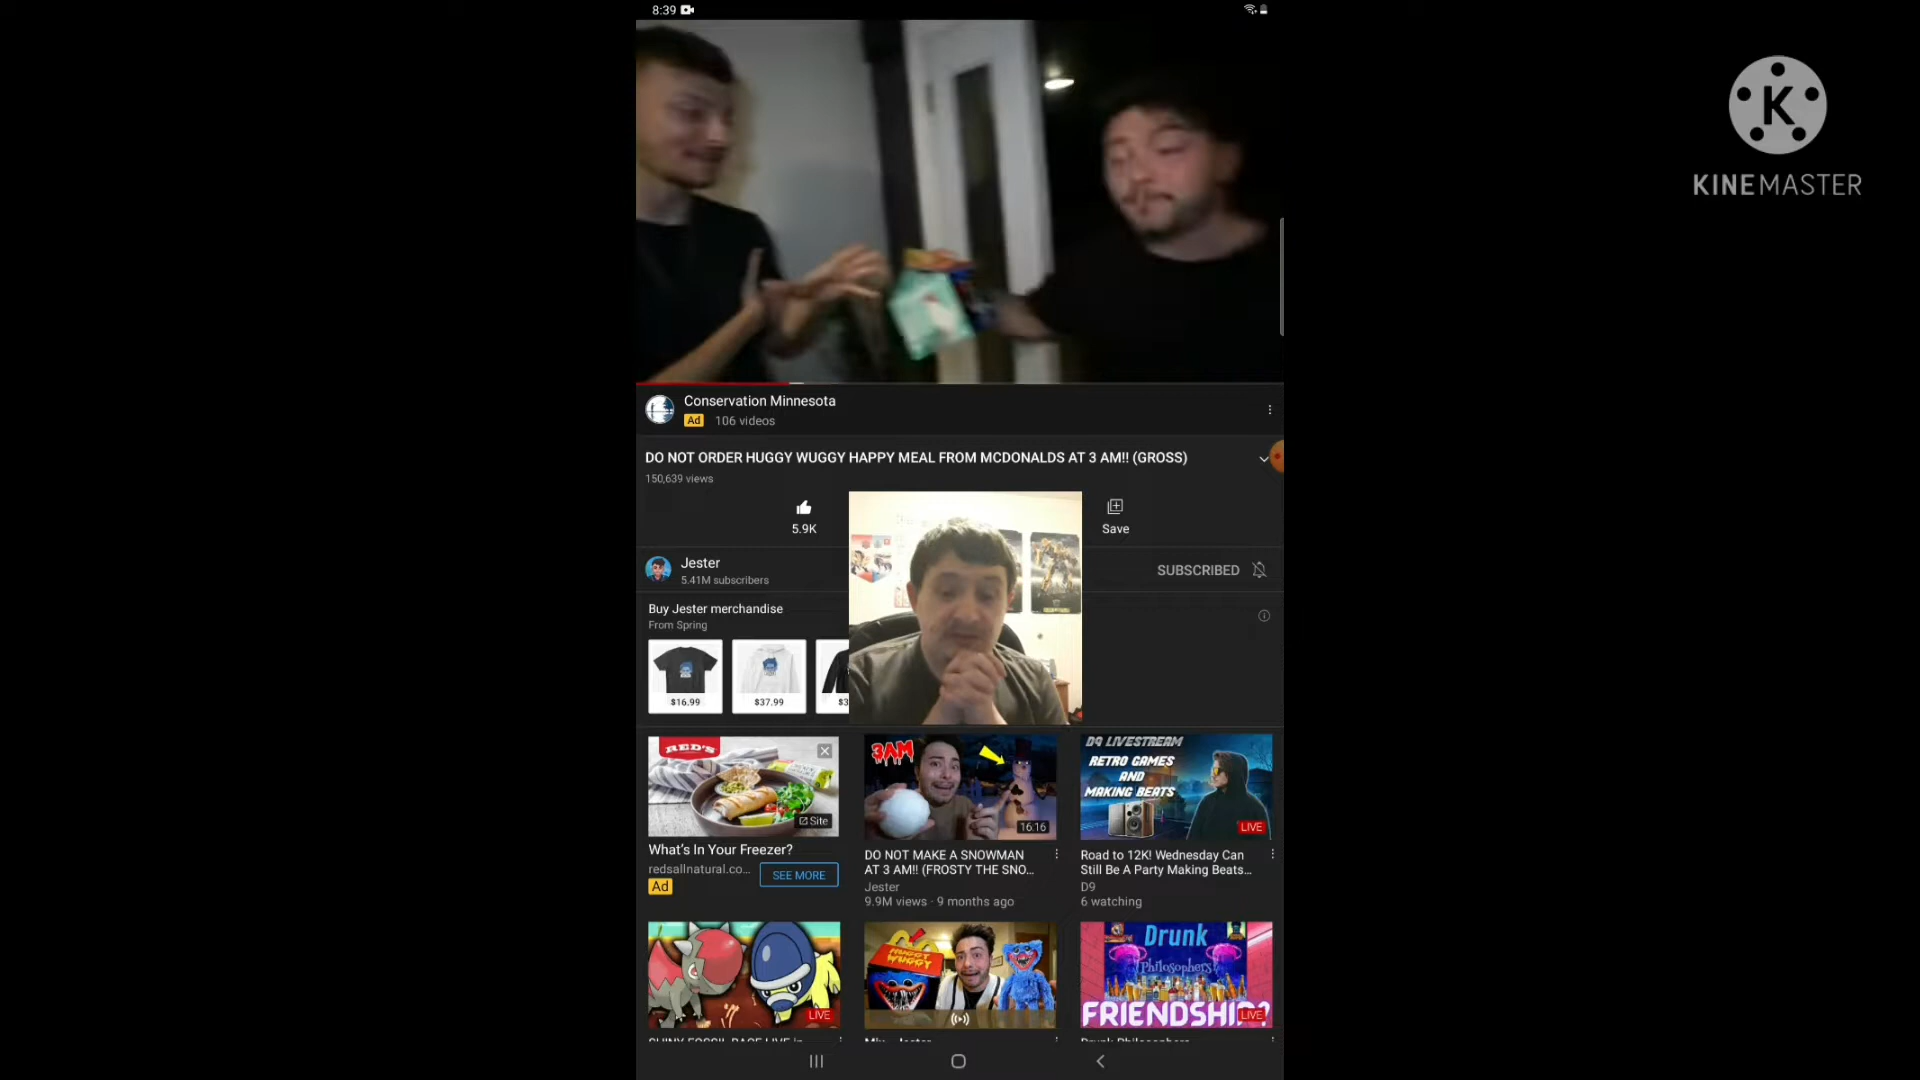 8:39
K
KINEMASTER
Conservation Minnesota
Ad 106 videos
DO NOT ORDER HUGGY WUGGY HAPPY MEAL FROM MCDONALDS AT 3 AM!! (GROSS)
150,639 views
5.9K
Save
Jester
5.41M subscribers
SUBSCRIBED
Buy Jester merchandise
From Spring
$16.99
$37.99
$3
RED'S
Site
What's In Your Freezer?
redsallnatural.co...
SEE MORE
Ad
3AM
16:16
DO NOT MAKE A SNOWMAN
AT 3 AM!! (FROSTY THE SNO...
Jester
9.9M views · 9 months ago
D9 LIVESTREAM
RETRO GAMES
AND
MAKING BEATS
LIVE
Road to 12K! Wednesday Can
Still Be A Party Making Beats...
D9
6 watching
LIVE
HUGGY
WUGGY
Drunk
Philosophers
FRIENDSHIP?
LIVE